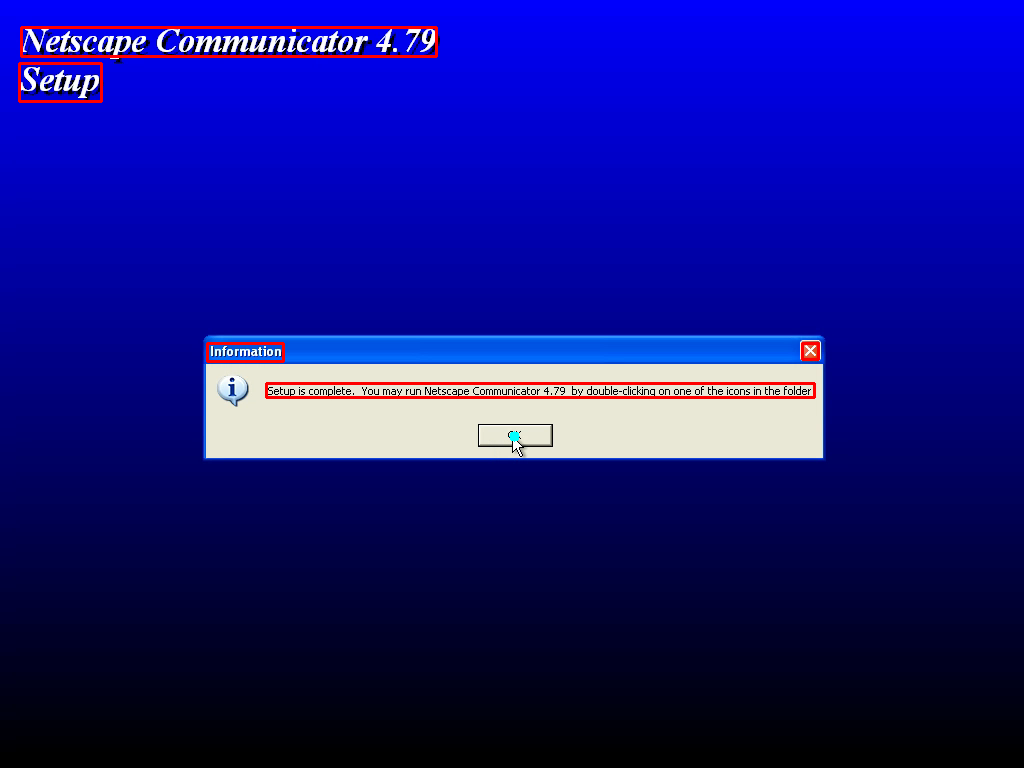 Netscape Communicator 4.79
Setup
Information
Setup is complete.  You may run Netscape Communicator 4.79  by double-clicking on one of the icons in the folder